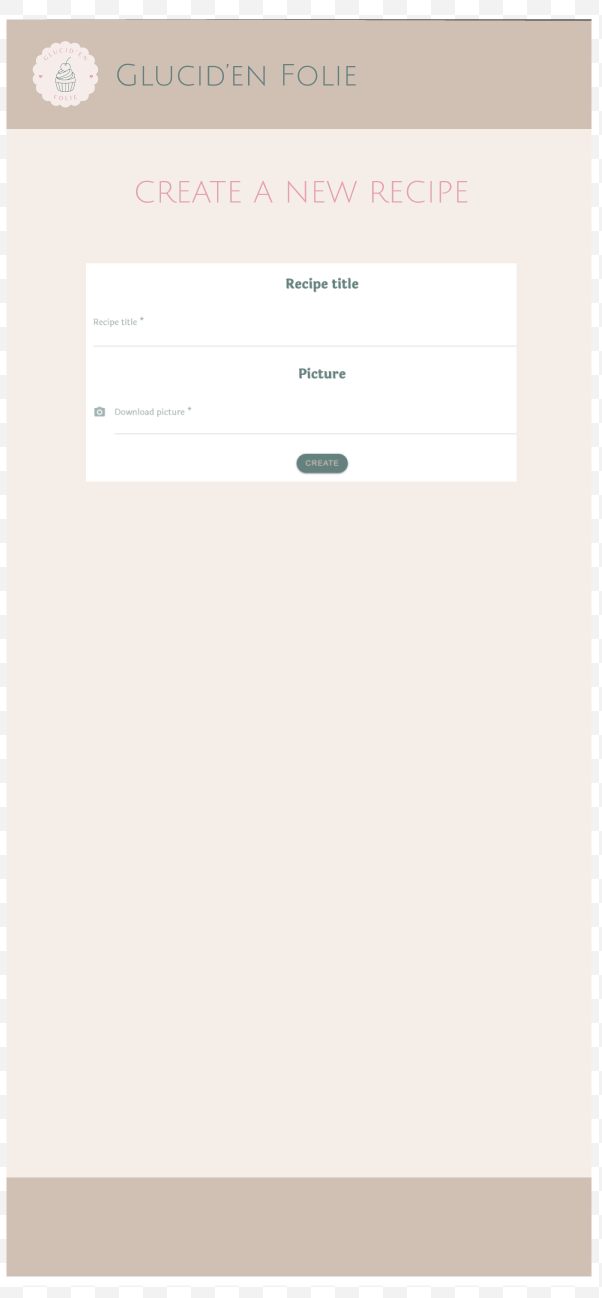 GLUCID'EN
FOLIE
GLUCID'EN FOLIE
CREATE A NEW RECIPE
Recipe title
Recipe title *
Picture
Download picture *
CREATE